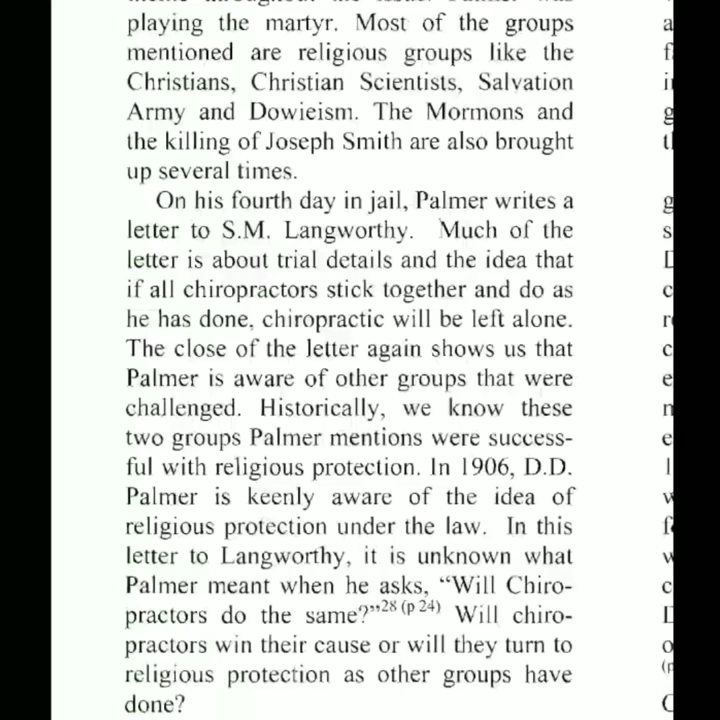 playing the martyr. Most of the groups
mentioned are religious groups like the
Christians, Christian Scientists, Salvation
Army and Dowieism. The Mormons and
the killing of Joseph Smith are also brought
up several times.
On his fourth day in jail, Palmer writes a
letter to S.M. Langworthy. Much of the
letter is about trial details and the idea that
if all chiropractors stick together and do as
he has done, chiropractic will be left alone.
The close of the letter again shows us that
Palmer is aware of other groups that were
challenged. Historically, we know these
two groups Palmer mentions were success-
ful with religious protection. In 1906, D.D.
Palmer is keenly aware of the idea of
religious protection under the law. In this
letter to Langworthy, it is unknown what
Palmer meant when he asks, “Will Chiro-
practors do the same?”28 (p 24) Will chiro-
practors win their cause or will they turn to
religious protection as other groups have
done?